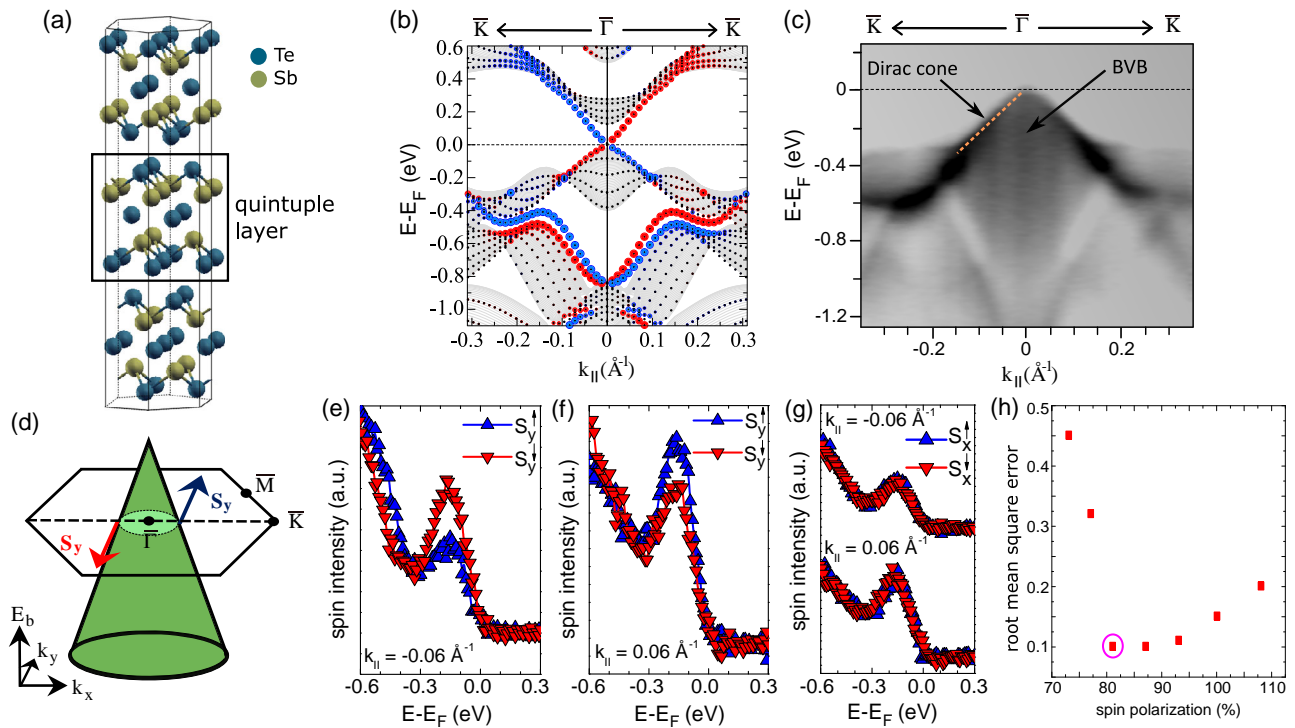 (a)
Te
Sb
quintuple
layer
(b)
K̅ Γ̅ K̅
E-E_F (eV)
0.6
0.4
0.2
0.0
-0.2
-0.4
-0.6
-0.8
-1.0
-0.3 -0.2 -0.1 0 0.1 0.2 0.3
k_||(Å⁻¹)
(c)
K̅ Γ̅ K̅
Dirac cone
BVB
E-E_F (eV)
0
-0.4
-0.8
-1.2
-0.2 0 0.2
k_|| (Å⁻¹)
(d)
S_y
S_y
M̅
K̅
Γ̅
E_b
k_y
k_x
(e)
S_y↑
S_y↓
spin intensity (a.u.)
k_|| = -0.06 Å⁻¹
-0.6 -0.3 0.0 0.3
E-E_F (eV)
(f)
S_y↑
S_y↓
spin intensity (a.u.)
k_|| = 0.06 Å⁻¹
-0.6 -0.3 0.0 0.3
E-E_F (eV)
(g)
k_|| = -0.06 Å⁻¹
S_x↑
S_x↓
k_|| = 0.06 Å⁻¹
spin intensity (a.u.)
-0.6 -0.3 0.0 0.3
E-E_F (eV)
(h)
root mean square error
0.5
0.4
0.3
0.2
0.1
70 80 90 100 110
spin polarization (%)